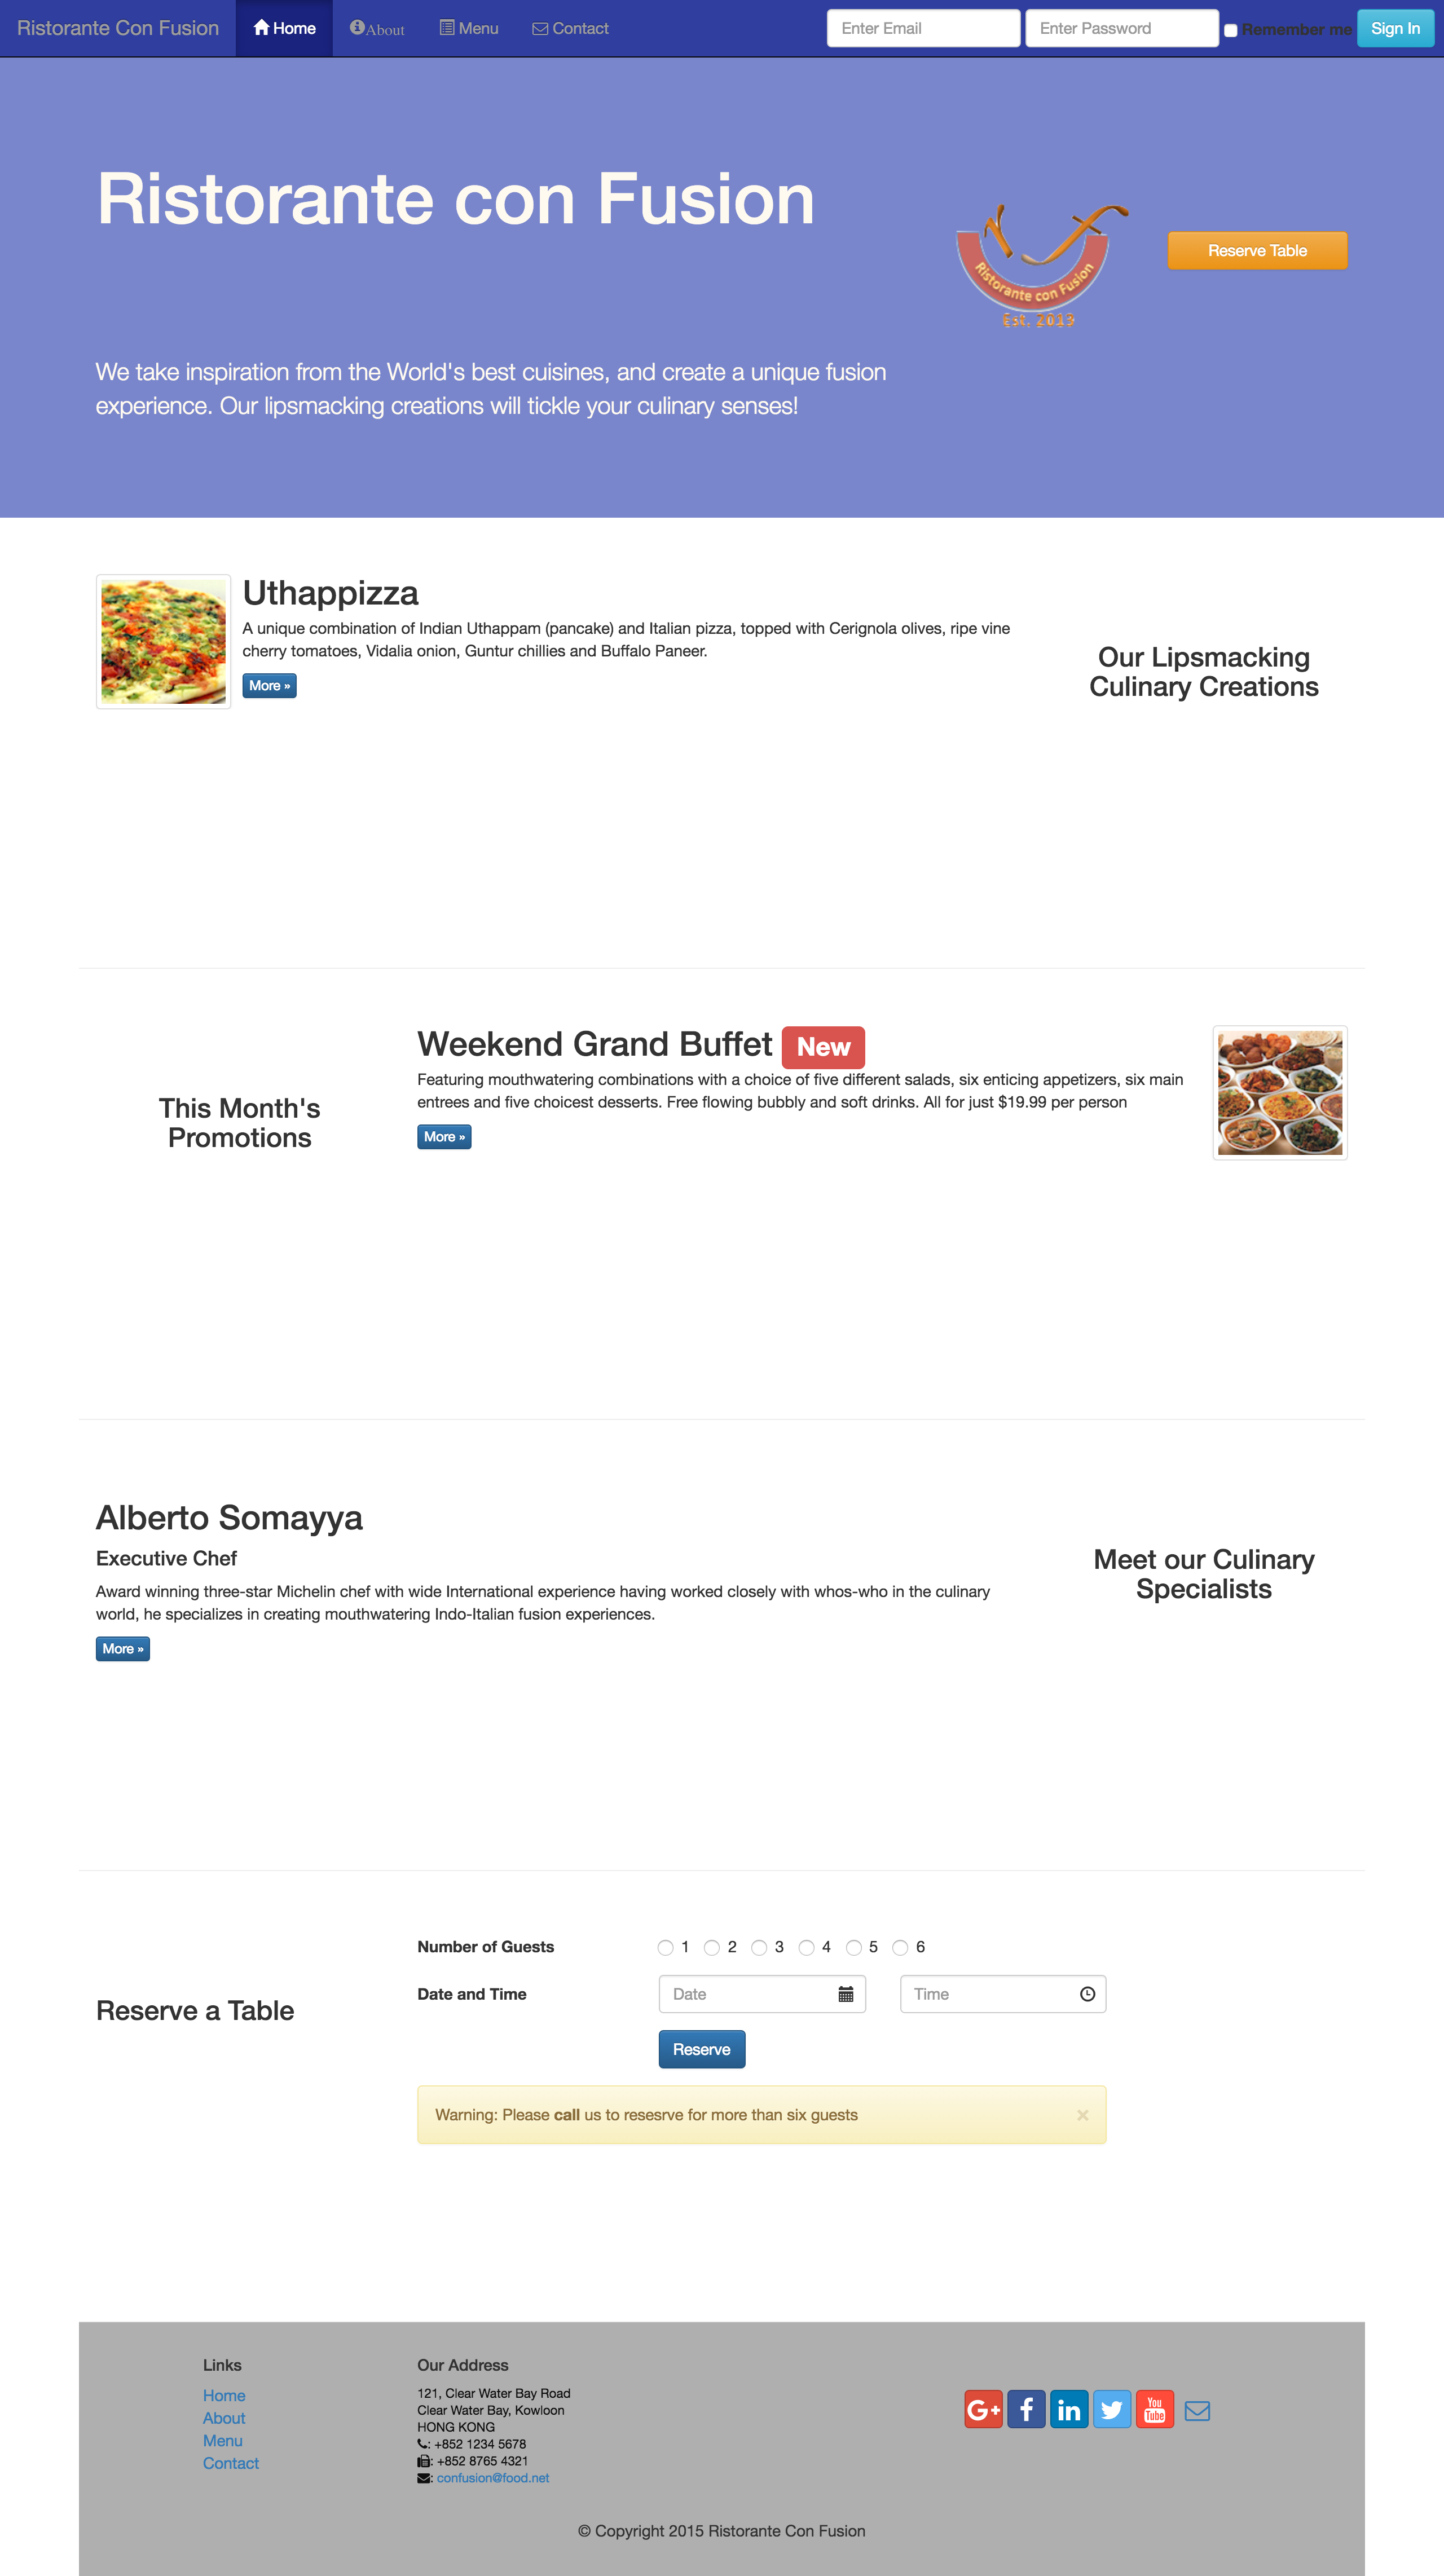 Ristorante Con Fusion Home About Menu Contact Enter Email Enter Password Remember me Sign In
Ristorante con Fusion
Ristorante con Fusion
Est. 2013
Reserve Table
We take inspiration from the World's best cuisines, and create a unique fusion
experience. Our lipsmacking creations will tickle your culinary senses!
Uthappizza
A unique combination of Indian Uthappam (pancake) and Italian pizza, topped with Cerignola olives, ripe vine
cherry tomatoes, Vidalia onion, Guntur chillies and Buffalo Paneer.
More »
Our Lipsmacking
Culinary Creations
This Month's
Promotions
Weekend Grand Buffet New
Featuring mouthwatering combinations with a choice of five different salads, six enticing appetizers, six main
entrees and five choicest desserts. Free flowing bubbly and soft drinks. All for just $19.99 per person
More »
Alberto Somayya
Executive Chef
Award winning three-star Michelin chef with wide International experience having worked closely with whos-who in the culinary
world, he specializes in creating mouthwatering Indo-Italian fusion experiences.
More »
Meet our Culinary
Specialists
Reserve a Table
Number of Guests 1 2 3 4 5 6
Date and Time Date Time
Reserve
Warning: Please call us to resesrve for more than six guests ×
Links
Home
About
Menu
Contact
Our Address
121, Clear Water Bay Road
Clear Water Bay, Kowloon
HONG KONG
: +852 1234 5678
: +852 8765 4321
: confusion@food.net
G+ f in You Tube
© Copyright 2015 Ristorante Con Fusion